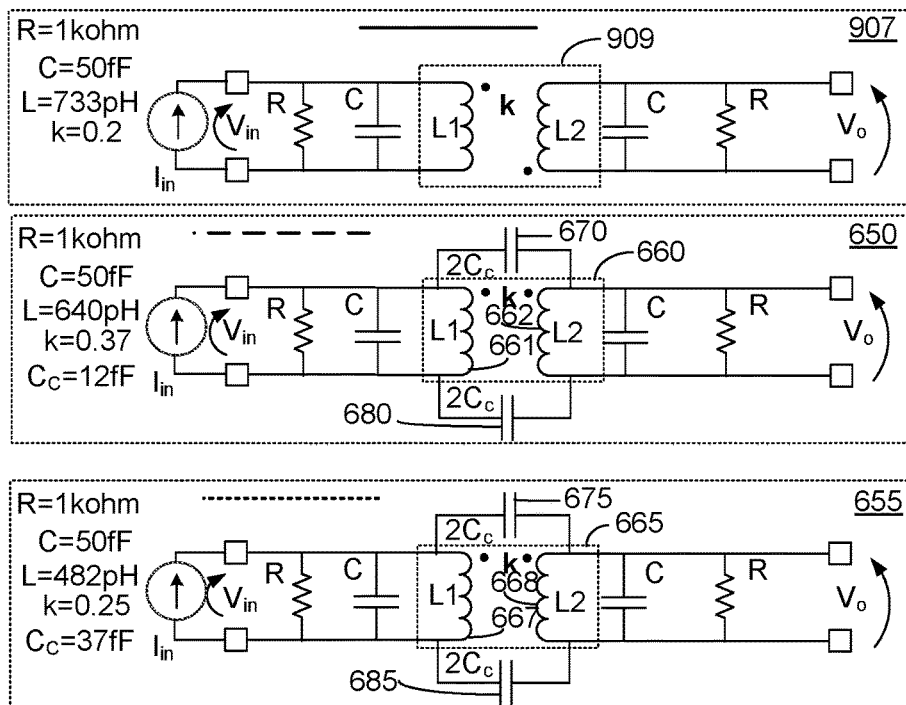 R=1kohm
907
909
C=50fF
L=733pH
k=0.2
Vin
Iin
R
C
L1
k
L2
C
R
Vo
R=1kohm
650
670
660
C=50fF
L=640pH
k=0.37
CC=12fF
Vin
Iin
R
C
2Cc
L1
k
662
661
L2
C
R
Vo
2Cc
680
R=1kohm
655
675
665
C=50fF
L=482pH
k=0.25
CC=37fF
Vin
Iin
R
C
2Cc
L1
k
668
667
L2
C
R
Vo
2Cc
685